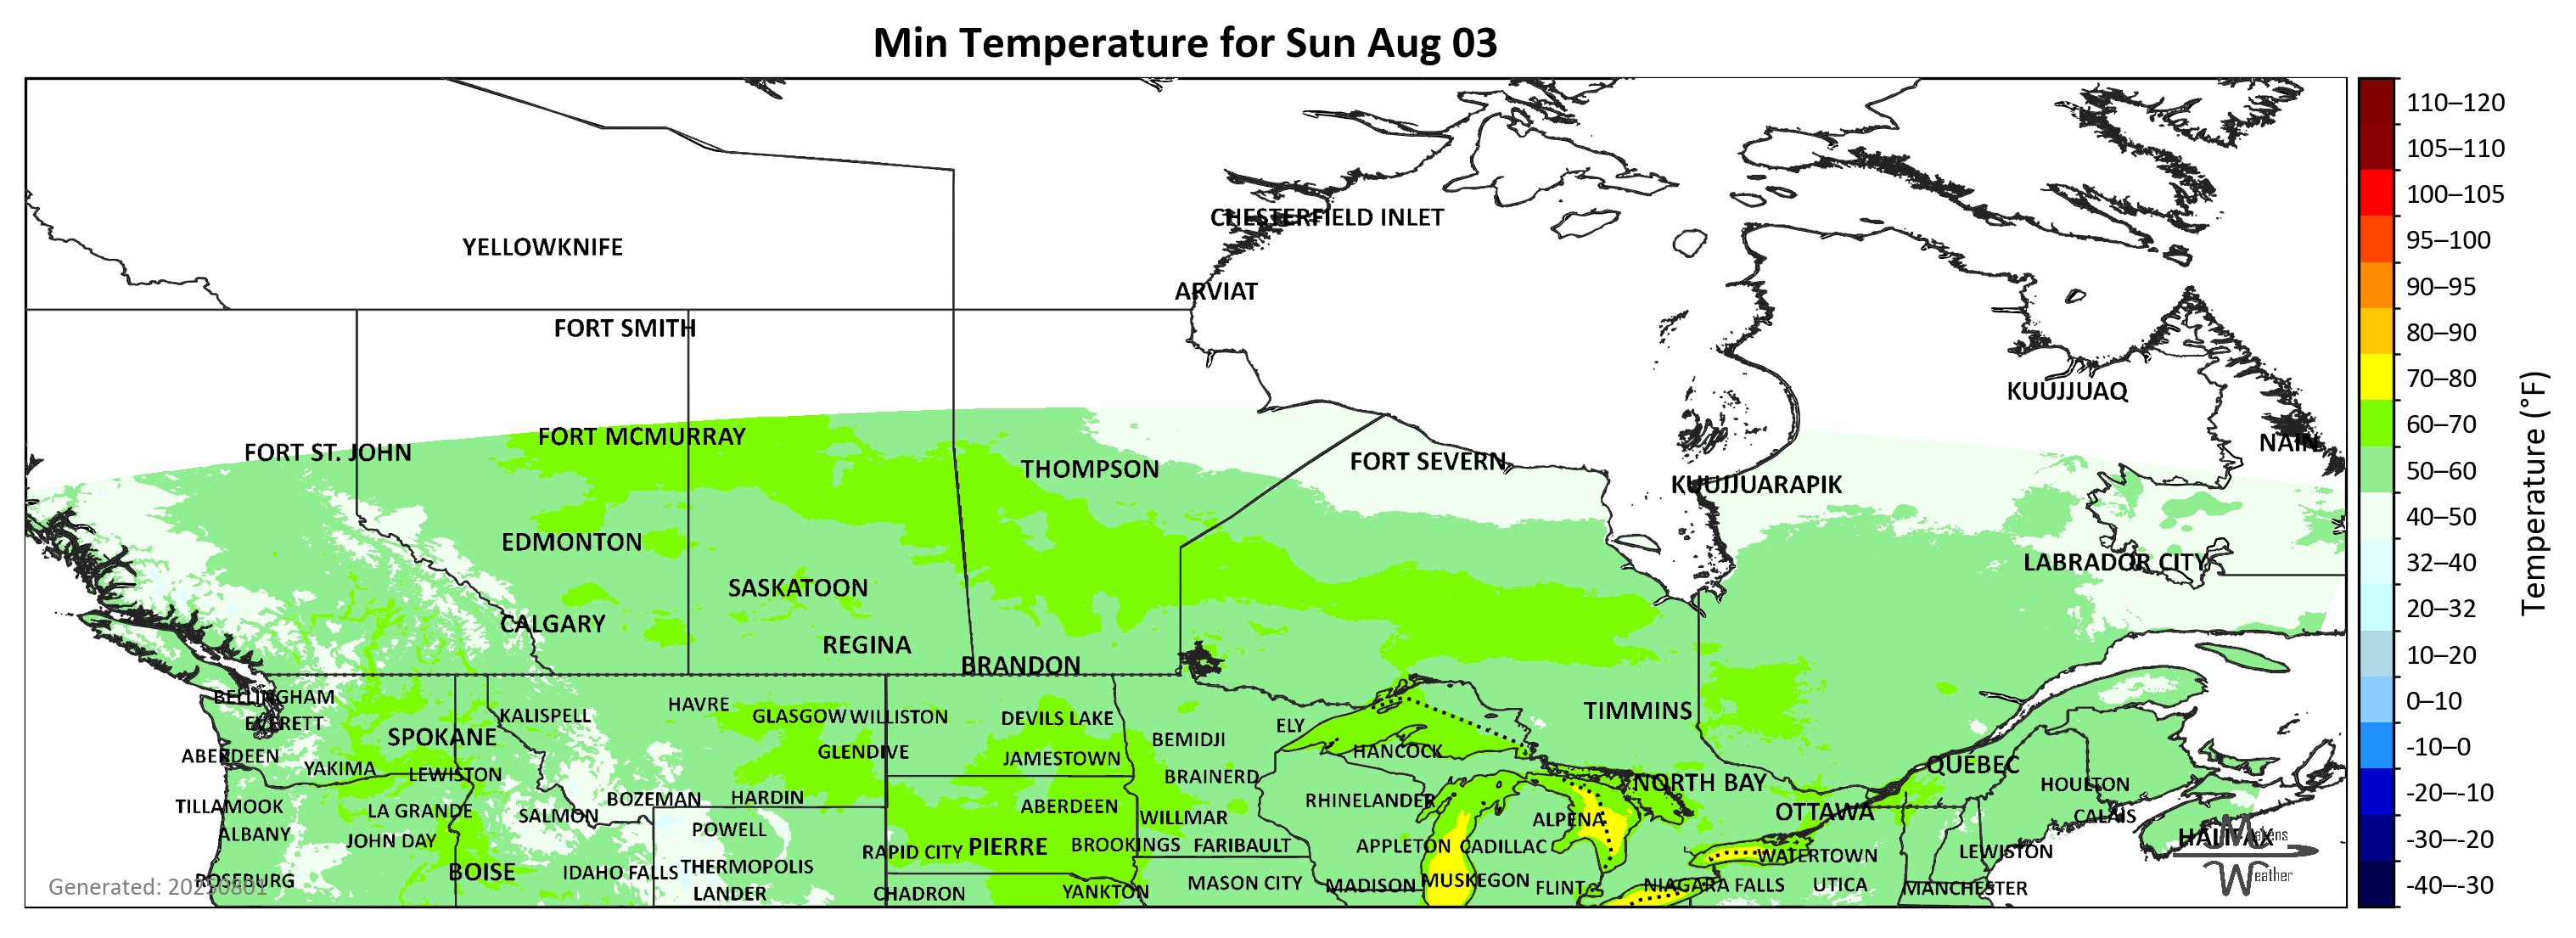 Min Temperature for Sun Aug 03
CHESTERFIELD INLET
YELLOWKNIFE
ARVIAT
FORT SMITH
KUUJJUAQ
FORT MCMURRAY
NAIN
FORT ST. JOHN
THOMPSON
FORT SEVERN
KUUJJUARAPIK
EDMONTON
LABRADOR CITY
SASKATOON
CALGARY
REGINA
BRANDON
BELLINGHAM
HAVRE
EVERETT
KALISPELL
GLASGOW
WILLISTON
DEVILS LAKE
ELY
TIMMINS
SPOKANE
BEMIDJI
ABERDEEN
GLENDIVE
JAMESTOWN
HANCOCK
QUÉBEC
YAKIMA
LEWISTON
BRAINERD
NORTH BAY
HOULTON
TILLAMOOK
LA GRANDE
SALMON
BOZEMAN
HARDIN
ABERDEEN
WILLMAR
RHINELANDER
ALPENA
OTTAWA
CALAIS
ALBANY
JOHN DAY
POWELL
RAPID CITY
PIERRE
BROOKINGS
FARIBAULT
APPLETON
CADILLAC
WATERTOWN
LEWISTON
HALIFAX
Makens
Weather
ROSEBURG
BOISE
IDAHO FALLS
THERMOPOLIS
LANDER
CHADRON
YANKTON
MASON CITY
MADISON
MUSKEGON
FLINT
NIAGARA FALLS
UTICA
MANCHESTER
Generated: 20250801
110–120
105–110
100–105
95–100
90–95
80–90
70–80
60–70
50–60
40–50
32–40
20–32
10–20
0–10
-10–0
-20–-10
-30–-20
-40–-30
Temperature (°F)